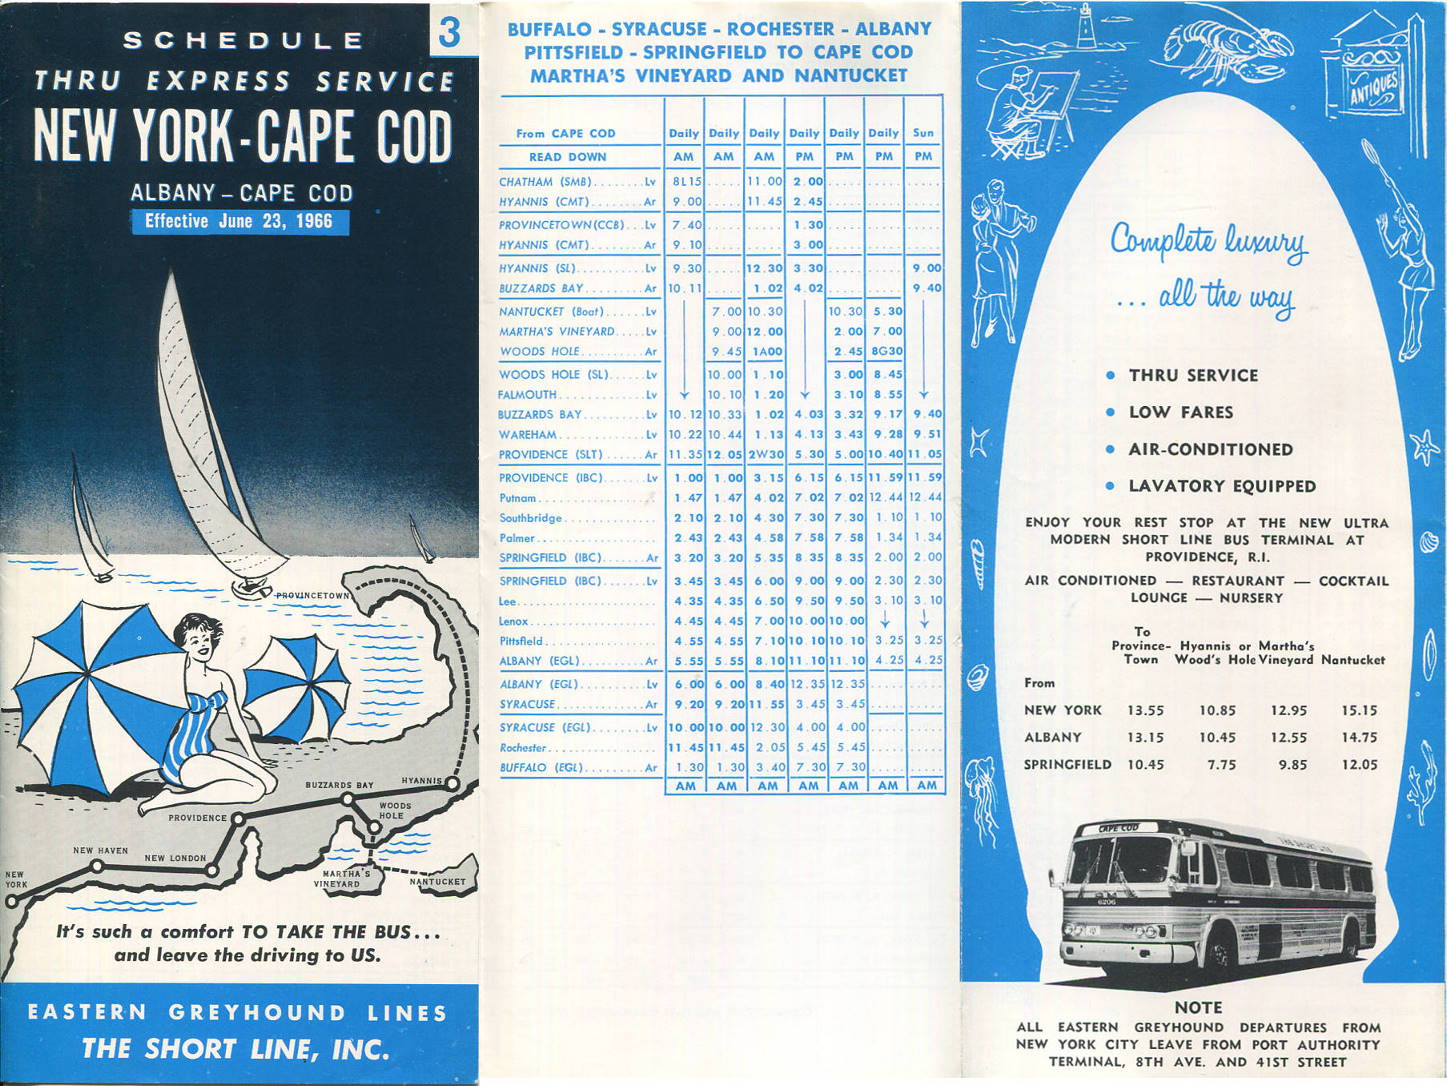 3
SCHEDULE
THRU EXPRESS SERVICE
NEW YORK-CAPE COD
ALBANY – CAPE COD
Effective June 23, 1966
PROVINCETOWN
HYANNIS
BUZZARDS BAY
WOODS
HOLE
PROVIDENCE
NEW HAVEN
NEW LONDON
NEW
YORK
MARTHA'S
VINEYARD
NANTUCKET
It's such a comfort TO TAKE THE BUS...
and leave the driving to US.
EASTERN GREYHOUND LINES
THE SHORT LINE, INC.
BUFFALO - SYRACUSE - ROCHESTER - ALBANY
PITTSFIELD - SPRINGFIELD TO CAPE COD
MARTHA'S VINEYARD AND NANTUCKET
From CAPE COD Daily Daily Daily Daily Daily Daily Sun
READ DOWN AM AM AM PM PM PM PM
CHATHAM (SMB)........Lv 8L15 ..... 11.00 2.00 ..... ..... .....
HYANNIS (CMT).........Ar 9.00 ..... 11.45 2.45 ..... ..... .....
PROVINCETOWN(CCB)...Lv 7.40 ..... ..... 1.30 ..... ..... .....
HYANNIS (CMT).........Ar 9.10 ..... ..... 3.00 ..... ..... .....
HYANNIS (SL)..........Lv 9.30 ..... 12.30 3.30 ..... ..... 9.00
BUZZARDS BAY.........Ar 10.11 ..... 1.02 4.02 ..... ..... 9.40
NANTUCKET (Boat)......Lv 7.00 10.30 10.30 5.30
MARTHA'S VINEYARD.....Lv 9.00 12.00 2.00 7.00
WOODS HOLE..........Ar 9.45 1A00 2.45 8G30
WOODS HOLE (SL)......Lv 10.00 1.10 3.00 8.45
FALMOUTH.............Lv 10.10 1.20 3.10 8.55
BUZZARDS BAY.........Lv 10.12 10.33 1.02 4.03 3.32 9.17 9.40
WAREHAM.............Lv 10.22 10.44 1.13 4.13 3.43 9.28 9.51
PROVIDENCE (SLT)......Ar 11.35 12.05 2W30 5.30 5.00 10.40 11.05
PROVIDENCE (IBC).......Lv 1.00 1.00 3.15 6.15 6.15 11.59 11.59
Putnam................ 1.47 1.47 4.02 7.02 7.02 12.44 12.44
Southbridge............ 2.10 2.10 4.30 7.30 7.30 1.10 1.10
Palmer................ 2.43 2.43 4.58 7.58 7.58 1.34 1.34
SPRINGFIELD (IBC)......Ar 3.20 3.20 5.35 8.35 8.35 2.00 2.00
SPRINGFIELD (IBC)......Lv 3.45 3.45 6.00 9.00 9.00 2.30 2.30
Lee................... 4.35 4.35 6.50 9.50 9.50 3.10 3.10
Lenox................. 4.45 4.45 7.00 10.00 10.00
Pittsfield.............. 4.55 4.55 7.10 10.10 10.10 3.25 3.25
ALBANY (EGL).........Ar 5.55 5.55 8.10 11.10 11.10 4.25 4.25
ALBANY (EGL).........Lv 6.00 6.00 8.40 12.35 12.35 ..... .....
SYRACUSE.............Ar 9.20 9.20 11.55 3.45 3.45 ..... .....
SYRACUSE (EGL)........Lv 10.00 10.00 12.30 4.00 4.00 ..... .....
Rochester.............. 11.45 11.45 2.05 5.45 5.45 ..... .....
BUFFALO (EGL).........Ar 1.30 1.30 3.40 7.30 7.30 ..... .....
AM AM AM AM AM AM AM
ANTIQUES
Complete luxury
... all the way
• THRU SERVICE
• LOW FARES
• AIR-CONDITIONED
• LAVATORY EQUIPPED
ENJOY YOUR REST STOP AT THE NEW ULTRA
MODERN SHORT LINE BUS TERMINAL AT
PROVIDENCE, R.I.
AIR CONDITIONED — RESTAURANT — COCKTAIL
LOUNGE — NURSERY
To
Province- Hyannis or Martha's
Town Wood's Hole Vineyard Nantucket
From
NEW YORK 13.55 10.85 12.95 15.15
ALBANY 13.15 10.45 12.55 14.75
SPRINGFIELD 10.45 7.75 9.85 12.05
CAPE COD
THE SHORT LINE
GM
6206
NOTE
ALL EASTERN GREYHOUND DEPARTURES FROM
NEW YORK CITY LEAVE FROM PORT AUTHORITY
TERMINAL, 8TH AVE. AND 41ST STREET